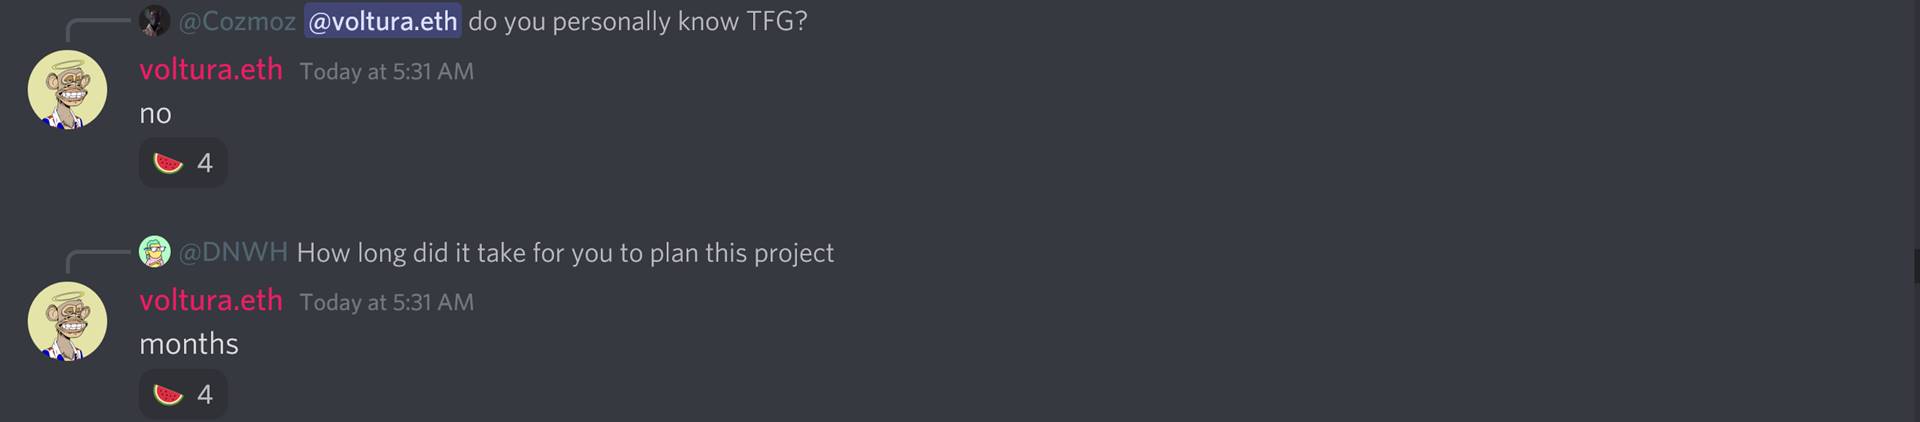 @Cozmoz @voltura.eth do you personally know TFG?
voltura.eth Today at 5:31 AM
no
4
@DNWH How long did it take for you to plan this project
voltura.eth Today at 5:31 AM
months
4